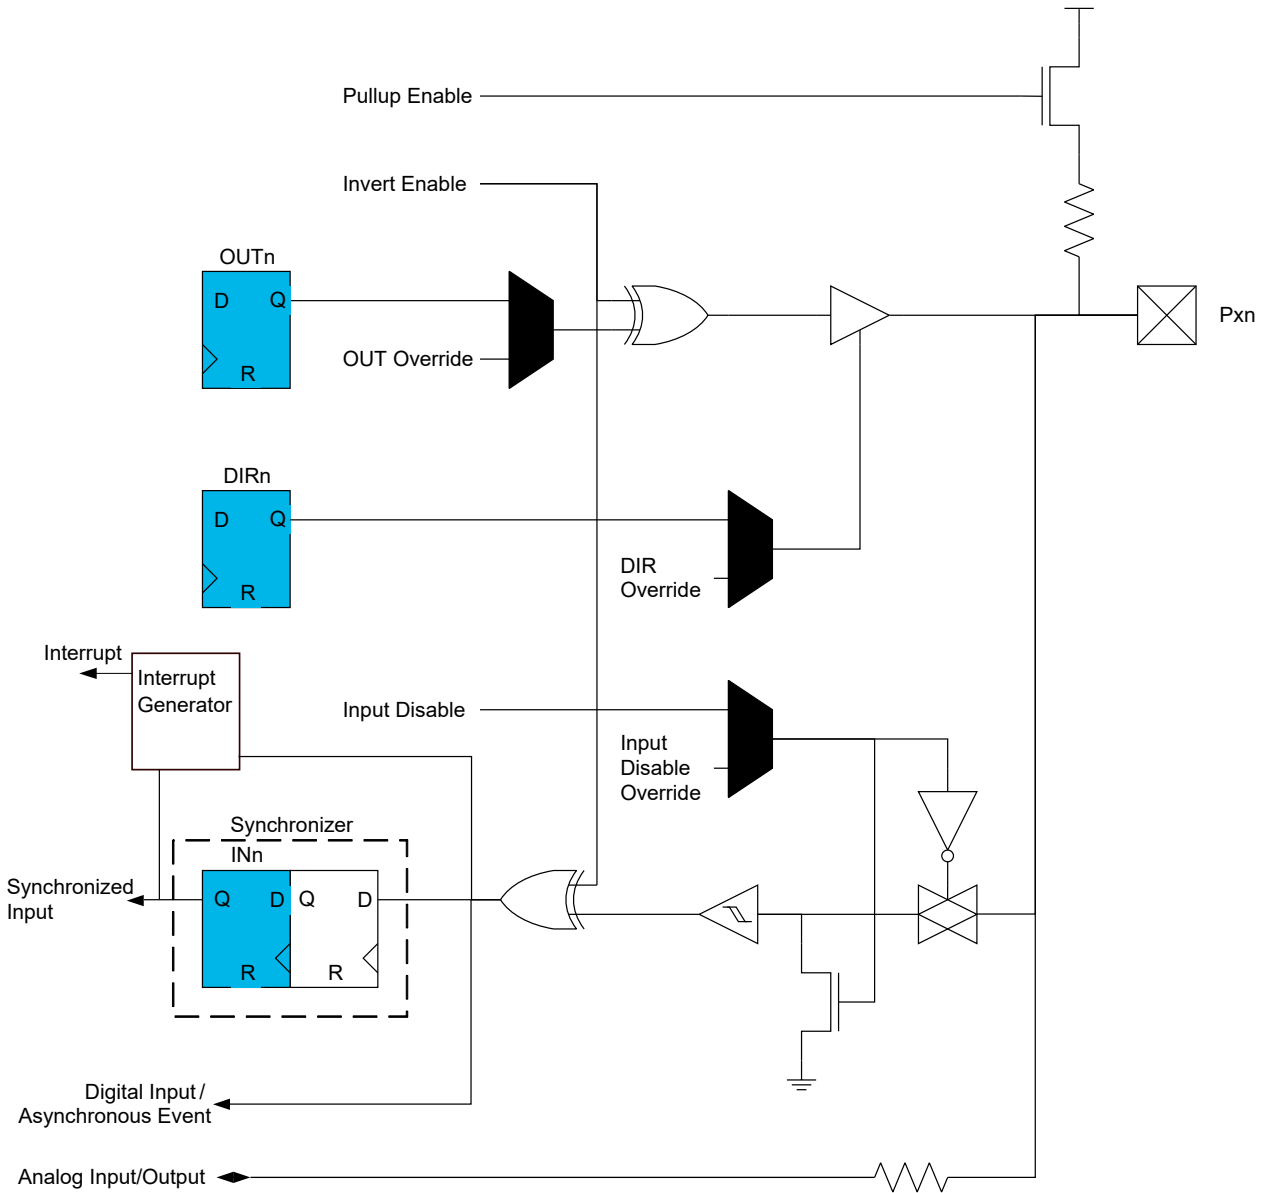 Pullup Enable
Invert Enable
OUTn
D Q
R
OUT Override
Pxn
DIRn
D Q
R
DIR
Override
Interrupt
Interrupt
Generator
Input Disable
Input
Disable
Override
Synchronizer
INn
Q D Q D
R R
Synchronized
Input
Digital Input/
Asynchronous Event
Analog Input/Output